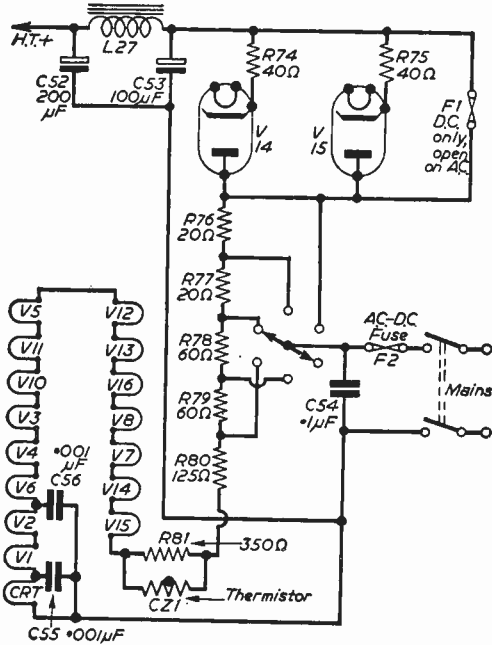 H.T.+
L27
C52
200
µF
C53
100µF
R74
40Ω
R75
40Ω
V
14
V
15
F1
D.C.
only,
open
on A.C.
R76
20Ω
R77
20Ω
R78
60Ω
R79
60Ω
R80
125Ω
AC-DC.
Fuse
F2
Mains
C54
·1µF
V5
V11
V10
V3
V4
V6
V2
V1
CRT
V12
V13
V16
V8
V7
V14
V15
·001
µF
C56
C55 ·001µF
R81
350Ω
CZ1
Thermistor